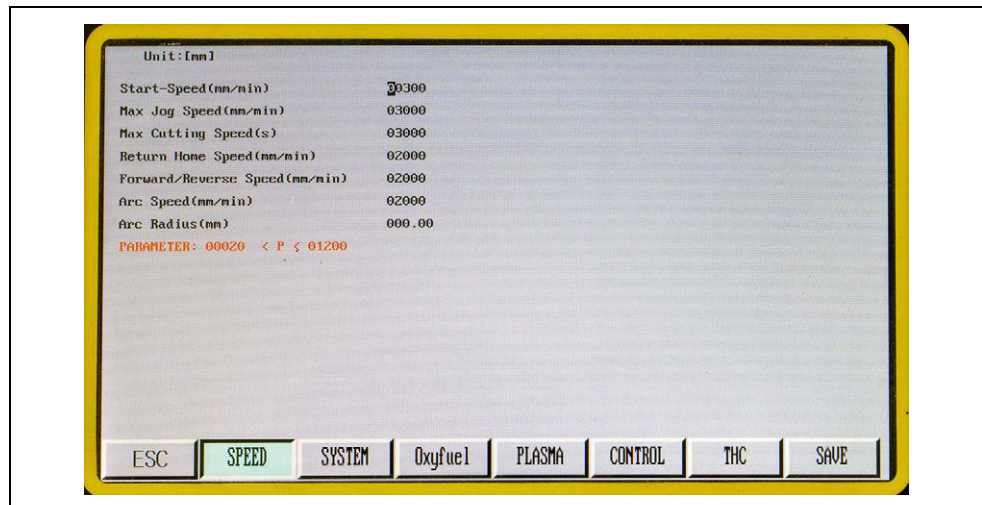 Unit:[mm]
Start-Speed(mm/min) 00300
Max Jog Speed(mm/min) 03000
Max Cutting Speed(s) 03000
Return Home Speed(mm/min) 02000
Forward/Reverse Speed(mm/min) 02000
Arc Speed(mm/min) 02000
Arc Radius(mm) 000.00
PARAMETER: 00020 < P < 01200
ESC SPEED SYSTEM Oxyfuel PLASMA CONTROL THC SAVE